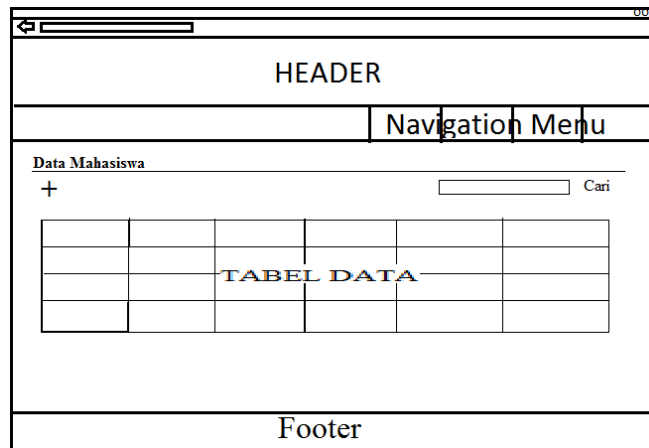 HEADER
Navigation Menu
Data Mahasiswa
+
Cari
TABEL DATA
Footer